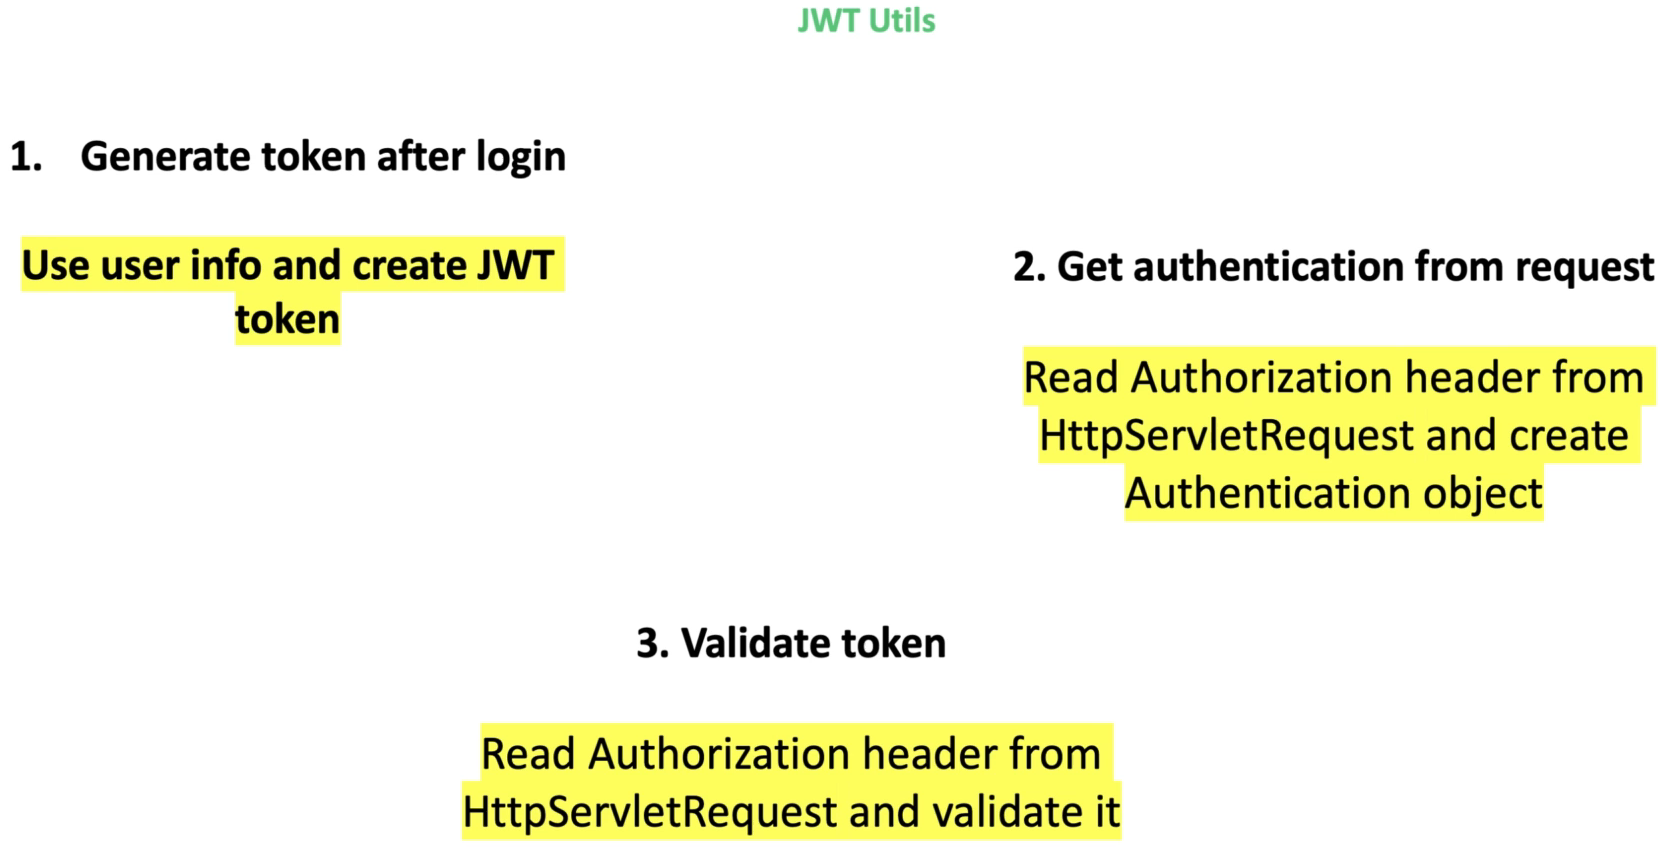 JWT Utils
1. Generate token after login
Use user info and create JWT
token
2. Get authentication from request
Read Authorization header from
HttpServletRequest and create
Authentication object
3. Validate token
Read Authorization header from
HttpServletRequest and validate it